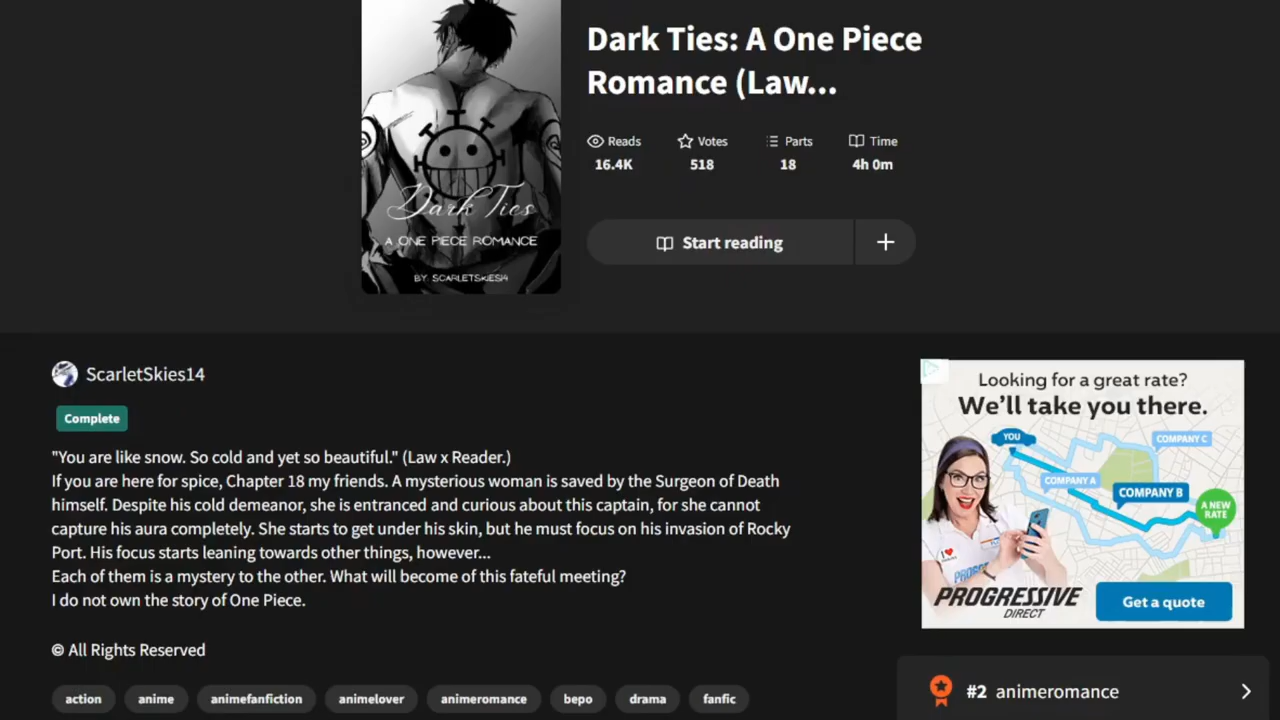 Dark Ties: A One Piece
Romance (Law...
Reads
Votes
Parts
Time
16.4K
518
18
4h 0m
Start reading
+
Dark Ties
A ONE PIECE ROMANCE
BY: SCARLETSKIES14
ScarletSkies14
Complete
"You are like snow. So cold and yet so beautiful." (Law x Reader.)
If you are here for spice, Chapter 18 my friends. A mysterious woman is saved by the Surgeon of Death
himself. Despite his cold demeanor, she is entranced and curious about this captain, for she cannot
capture his aura completely. She starts to get under his skin, but he must focus on his invasion of Rocky
Port. His focus starts leaning towards other things, however...
Each of them is a mystery to the other. What will become of this fateful meeting?
I do not own the story of One Piece.
© All Rights Reserved
action
anime
animefanfiction
animelover
animeromance
bepo
drama
fanfic
Looking for a great rate?
We'll take you there.
YOU
COMPANY C
COMPANY A
COMPANY B
A NEW
RATE
PROGRESSIVE
DIRECT
Get a quote
#2 animeromance